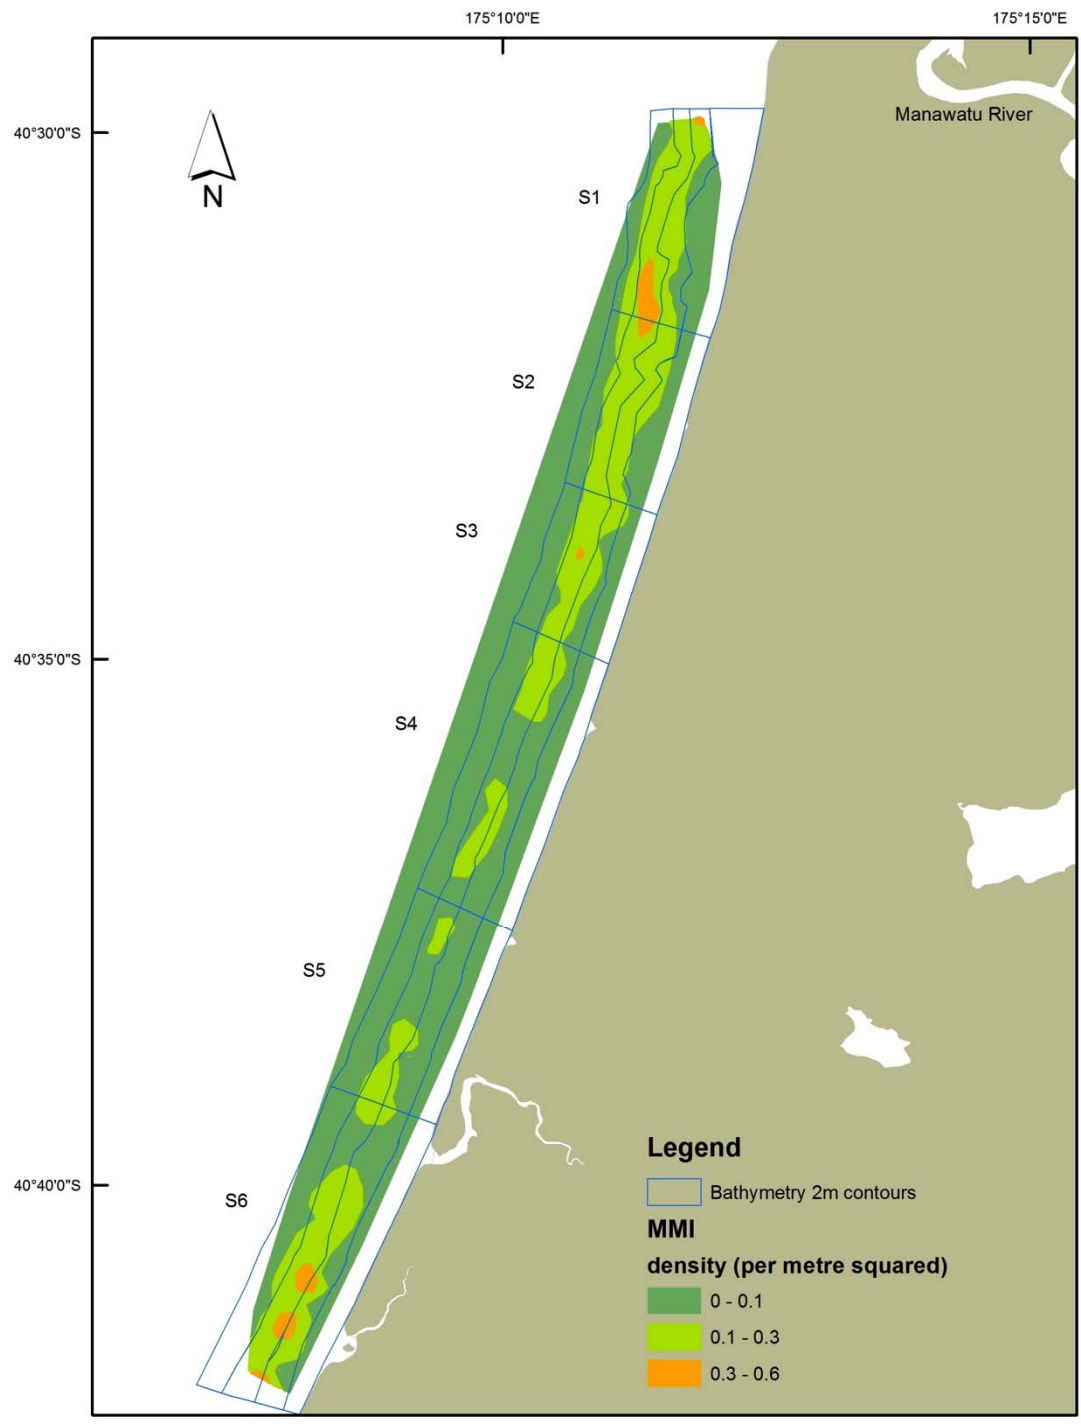 175°10'0"E
175°15'0"E
40°30'0"S
Manawatu River
N
S1
S2
S3
40°35'0"S
S4
S5
Legend
40°40'0"S
S6
Bathymetry 2m contours
MMI
density (per metre squared)
0 - 0.1
0.1 - 0.3
0.3 - 0.6